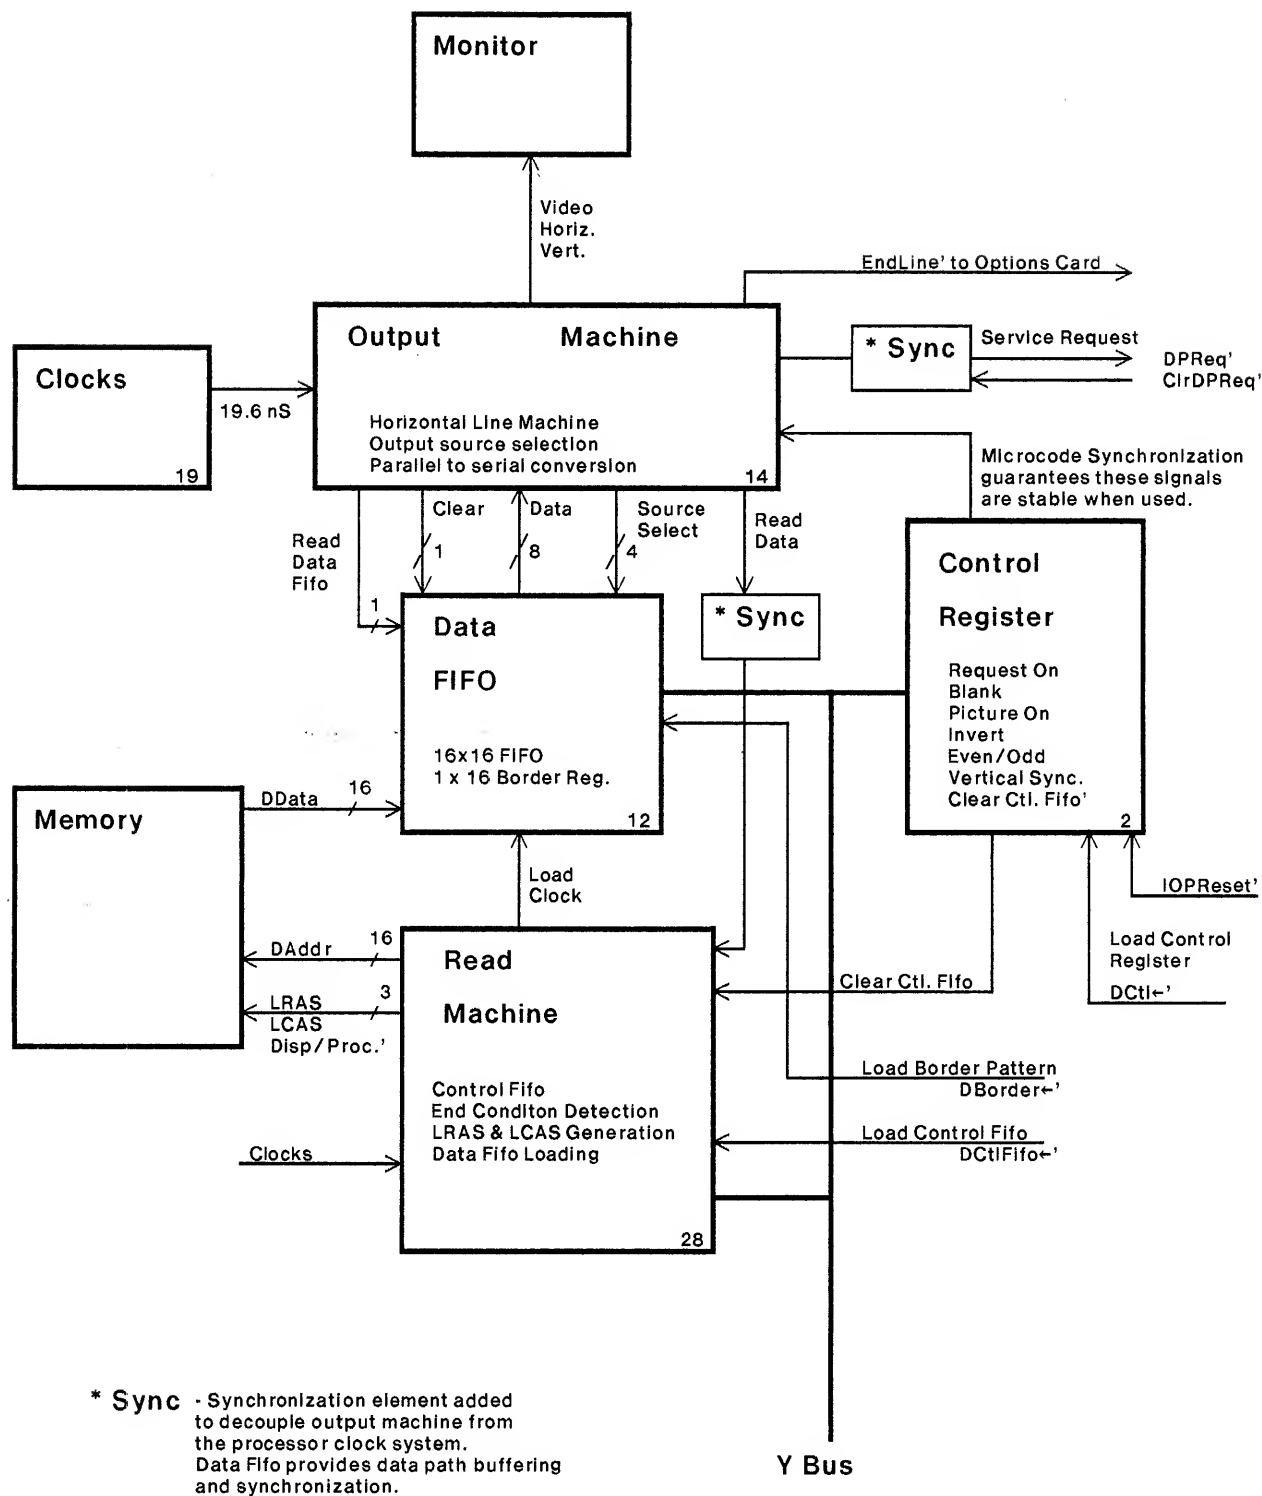 Monitor
Video
Horiz.
Vert.
EndLine' to Options Card
Output Machine
* Sync
Service Request
DPReq'
ClrDPReq'
Clocks
19.6 nS
19
Horizontal Line Machine
Output source selection
Parallel to serial conversion
14
Microcode Synchronization
guarantees these signals
are stable when used.
Read
Data
Fifo
1
Clear
1
Data
8
Source
Select
4
Read
Data
* Sync
Control
Register
Request On
Blank
Picture On
Invert
Even/Odd
Vertical Sync.
Clear Ctl. Fifo'
2
Data
FIFO
16x16 FIFO
1 x 16 Border Reg.
12
Memory
DData
16
Load
Clock
IOPReset'
Load Control
Register
DCtl←'
DAddr
16
LRAS
3
LCAS
Disp/Proc.'
Read
Machine
Control Fifo
End Conditon Detection
LRAS & LCAS Generation
Data Fifo Loading
28
Clear Ctl. Fifo
Load Border Pattern
DBorder←'
Load Control Fifo
DCtlFifo←'
Clocks
* Sync - Synchronization element added
to decouple output machine from
the processor clock system.
Data Fifo provides data path buffering
and synchronization.
Y Bus